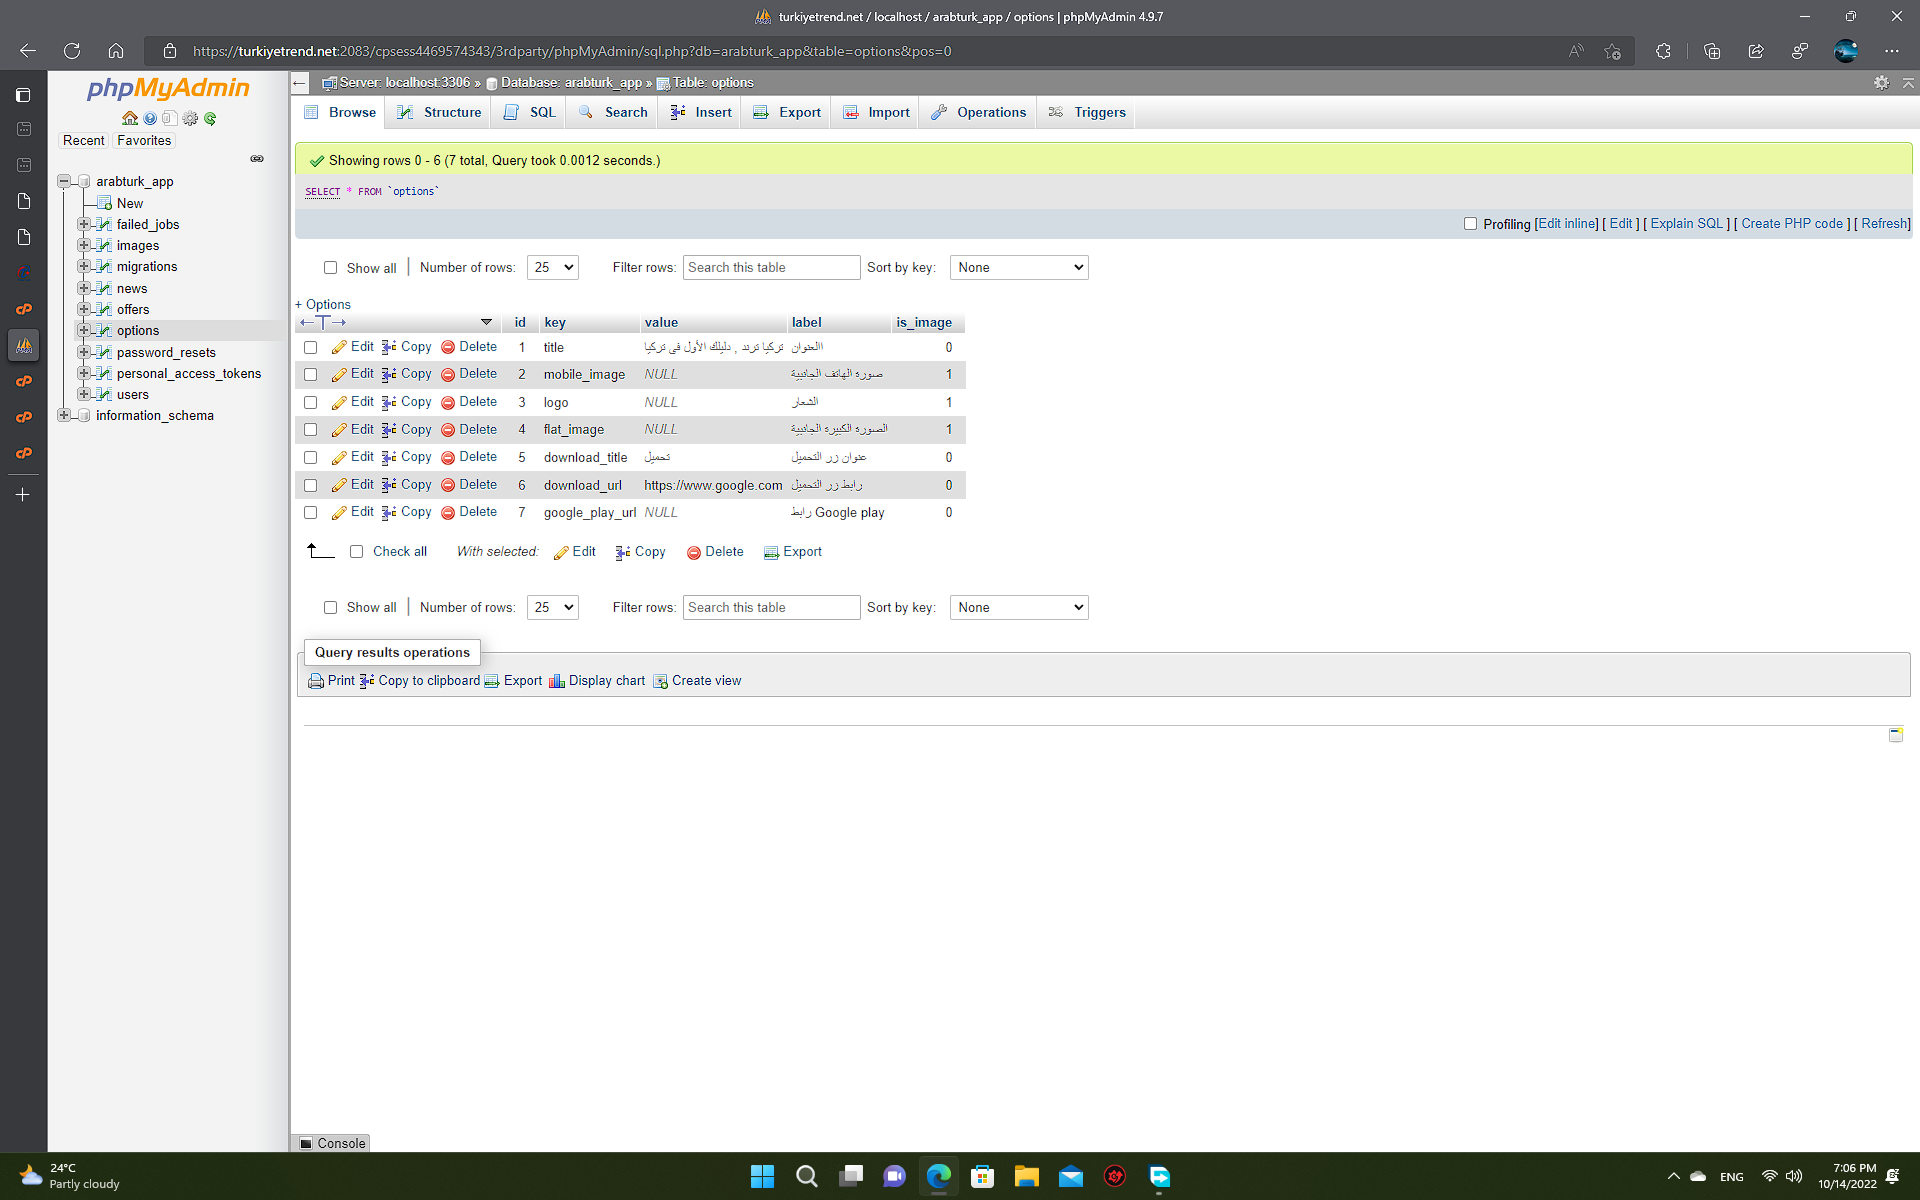 turkiyetrend.net / localhost / arabturk_app / options | phpMyAdmin 4.9.7
https://turkiyetrend.net:2083/cpsess4469574343/3rdparty/phpMyAdmin/sql.php?db=arabturk_app&table=options&pos=0
phpMyAdmin
Recent Favorites
arabturk_app
New
failed_jobs
images
migrations
news
offers
options
password_resets
personal_access_tokens
users
information_schema
Server: localhost:3306 » Database: arabturk_app » Table: options
Browse Structure SQL Search Insert Export Import Operations Triggers
Showing rows 0 - 6 (7 total, Query took 0.0012 seconds.)
SELECT * FROM `options`
Profiling [Edit inline] [ Edit ] [ Explain SQL ] [ Create PHP code ] [ Refresh]
Show all | Number of rows: 25 Filter rows: Search this table Sort by key: None
+ Options
←T→ id key value label is_image
Edit Copy Delete 1 title تركيا ترند , دليلك الأول في تركيا االعنوان 0
Edit Copy Delete 2 mobile_image NULL صورة الهاتف الجانبية 1
Edit Copy Delete 3 logo NULL الشعار 1
Edit Copy Delete 4 flat_image NULL الصورة الكبيرة الجانبية 1
Edit Copy Delete 5 download_title تحميل عنوان زر التحميل 0
Edit Copy Delete 6 download_url https://www.google.com رابط زر التحميل 0
Edit Copy Delete 7 google_play_url NULL رابط Google play 0
Check all With selected: Edit Copy Delete Export
Show all | Number of rows: 25 Filter rows: Search this table Sort by key: None
Query results operations
Print Copy to clipboard Export Display chart Create view
Console
24°C
Partly cloudy
ENG
7:06 PM
10/14/2022